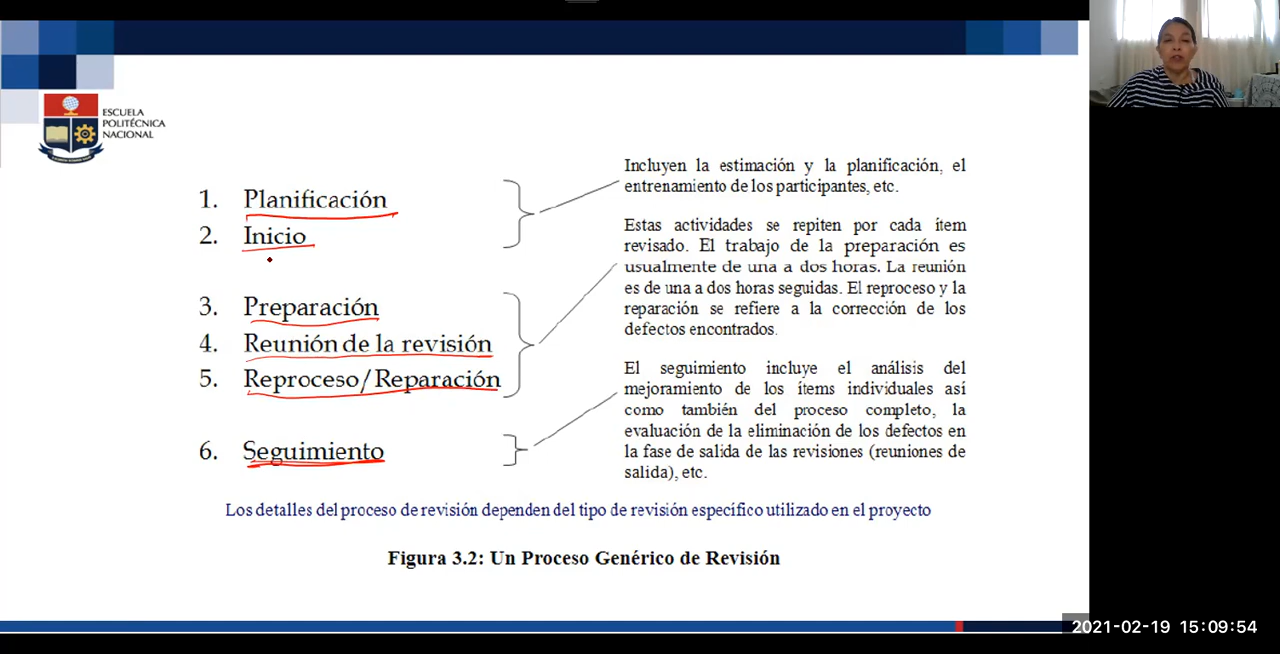 ESCUELA
POLITÉCNICA
NACIONAL
1. Planificación
2. Inicio
3. Preparación
4. Reunión de la revisión
5. Reproceso/Reparación
6. Seguimiento
Incluyen la estimación y la planificación, el
entrenamiento de los participantes, etc.
Estas actividades se repiten por cada ítem
revisado. El trabajo de la preparación es
usualmente de una a dos horas. La reunión
es de una a dos horas seguidas. El reproceso y la
reparación se refiere a la corrección de los
defectos encontrados.
El seguimiento incluye el análisis del
mejoramiento de los ítems individuales así
como también del proceso completo, la
evaluación de la eliminación de los defectos en
la fase de salida de las revisiones (reuniones de
salida), etc.
Los detalles del proceso de revisión dependen del tipo de revisión específico utilizado en el proyecto
Figura 3.2: Un Proceso Genérico de Revisión
2021-02-19 15:09:54